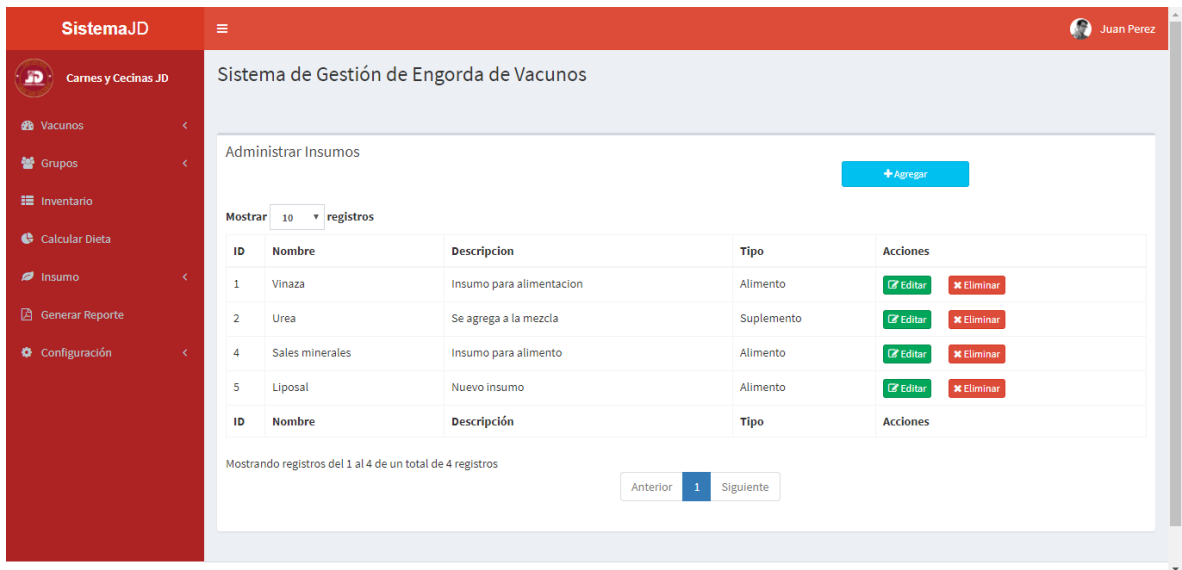 SistemaJD
Juan Perez
JD
Carnes y Cecinas JD
Vacunos
Grupos
Inventario
Calcular Dieta
Insumo
Generar Reporte
Configuración
Sistema de Gestión de Engorda de Vacunos
Administrar Insumos
Agregar
Mostrar 10 registros
ID Nombre Descripcion Tipo Acciones
1 Vinaza Insumo para alimentacion Alimento Editar Eliminar
2 Urea Se agrega a la mezcla Suplemento Editar Eliminar
4 Sales minerales Insumo para alimento Alimento Editar Eliminar
5 Liposal Nuevo insumo Alimento Editar Eliminar
ID Nombre Descripción Tipo Acciones
Mostrando registros del 1 al 4 de un total de 4 registros
Anterior 1 Siguiente